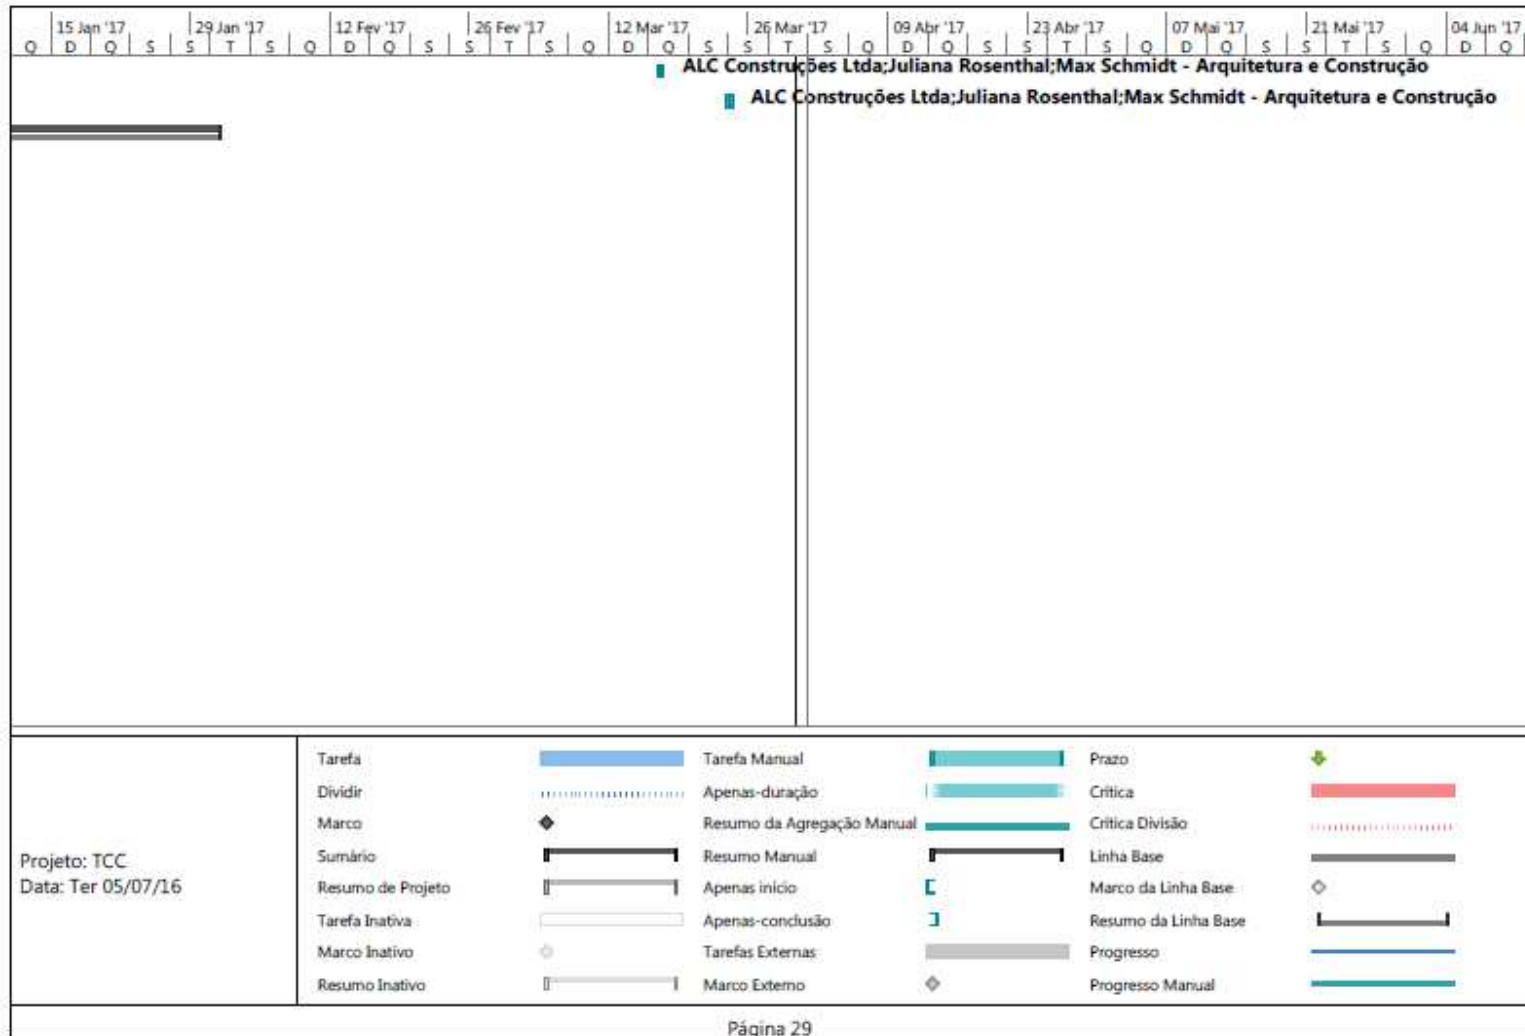 15 Jan '17 29 Jan '17 12 Fev '17 26 Fev '17 12 Mar '17 26 Mar '17 09 Abr '17 23 Abr '17 07 Mai '17 21 Mai '17 04 Jun '17
Q D Q S S S T S Q D Q S S S T S Q D Q S S S T S Q D Q S S S T S Q D Q S S S T S Q D Q
ALC Construções Ltda;Juliana Rosenthal;Max Schmidt - Arquitetura e Construção
ALC Construções Ltda;Juliana Rosenthal;Max Schmidt - Arquitetura e Construção
Projeto: TCC
Data: Ter 05/07/16
Tarefa
Dividir
Marco
Sumário
Resumo de Projeto
Tarefa Inativa
Marco Inativo
Resumo Inativo
Tarefa Manual
Apenas-duração
Resumo da Agregação Manual
Resumo Manual
Apenas início
Apenas-conclusão
Tarefas Externas
Marco Externo
Prazo
Crítica
Crítica Divisão
Linha Base
Marco da Linha Base
Resumo da Linha Base
Progresso
Progresso Manual
Página 29